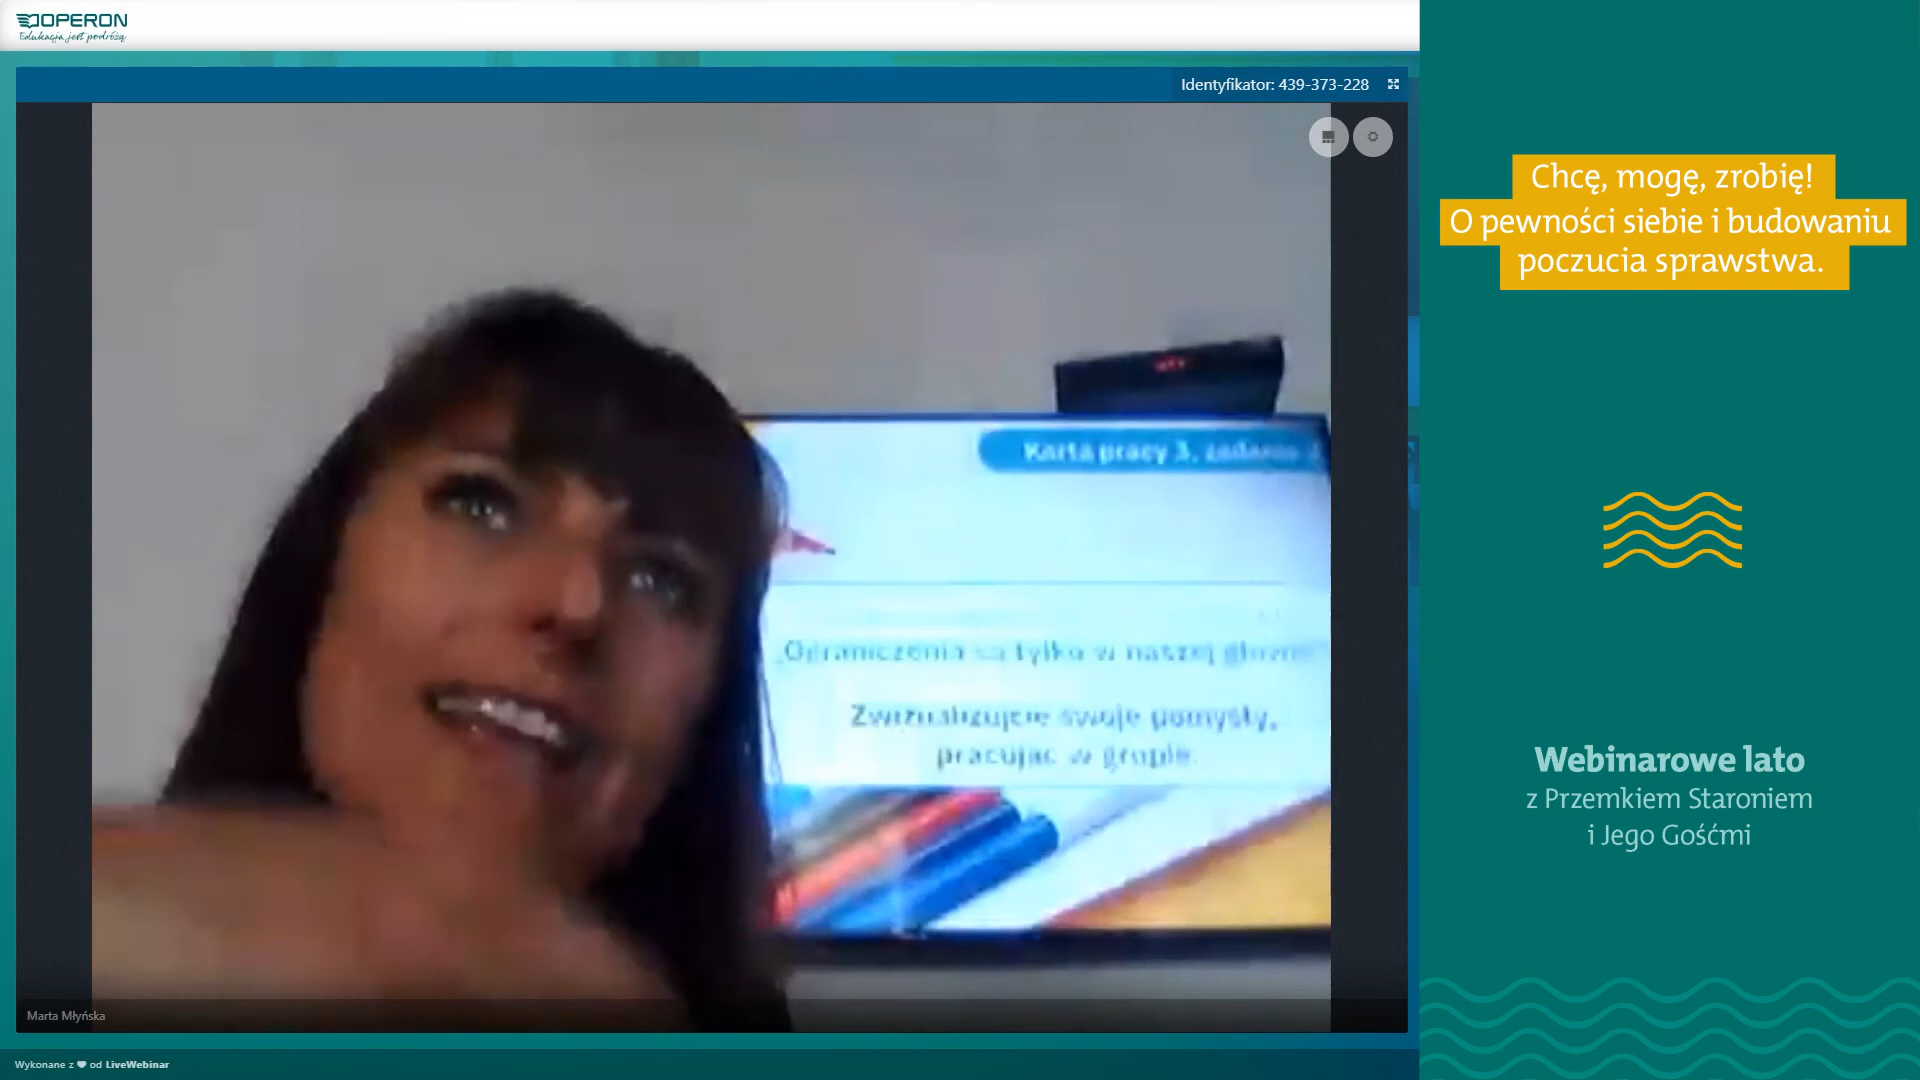 OPERON
Edukacja jest podróżą
Identyfikator: 439-373-228
Chcę, mogę, zrobię!
O pewności siebie i budowaniu
poczucia sprawstwa.
Karta pracy 3, zadanie
„Ograniczenia są tylko w naszej głowie”
Zwizualizujcie swoje pomysły,
pracując w grupie.
Webinarowe lato
z Przemkiem Staroniem
i Jego Gośćmi
Marta Młyńska
Wykonane z od LiveWebinar